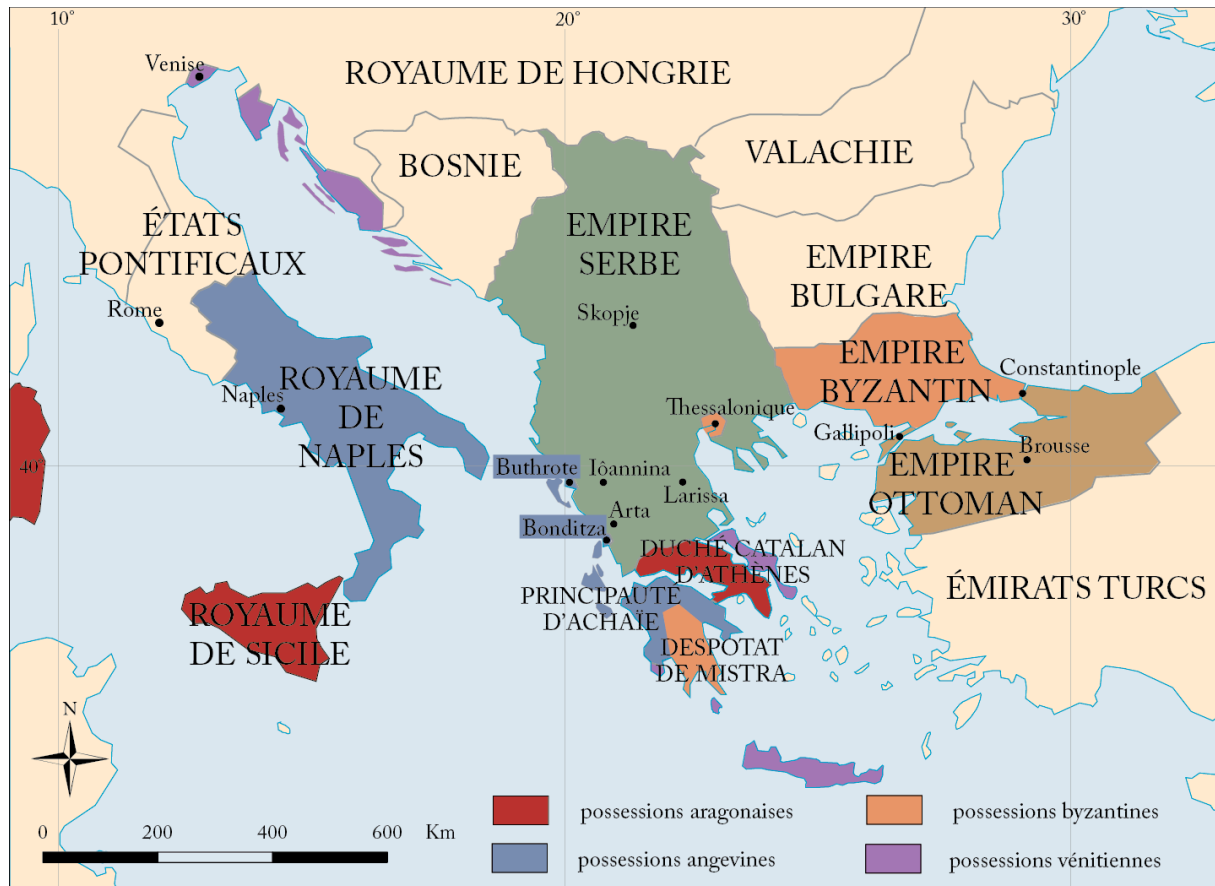 10°
20°
30°
Venise
ROYAUME DE HONGRIE
BOSNIE
VALACHIE
ÉTATS
PONTIFICAUX
Rome
EMPIRE
SERBE
Skopje
EMPIRE
BULGARE
EMPIRE
BYZANTIN
Constantinople
Naples
ROYAUME
DE
NAPLES
Thessalonique
Gallipoli
Brousse
EMPIRE
OTTOMAN
40°
Buthrote
Iôannina
Larissa
Arta
Bonditza
DUCHÉ CATALAN
D'ATHÈNES
PRINCIPAUTÉ
D'ACHAÏE
ÉMIRATS TURCS
ROYAUME
DE SICILE
DESPOTAT
DE MISTRA
N
0 200 400 600 Km
possessions aragonaises
possessions byzantines
possessions angevines
possessions vénitiennes